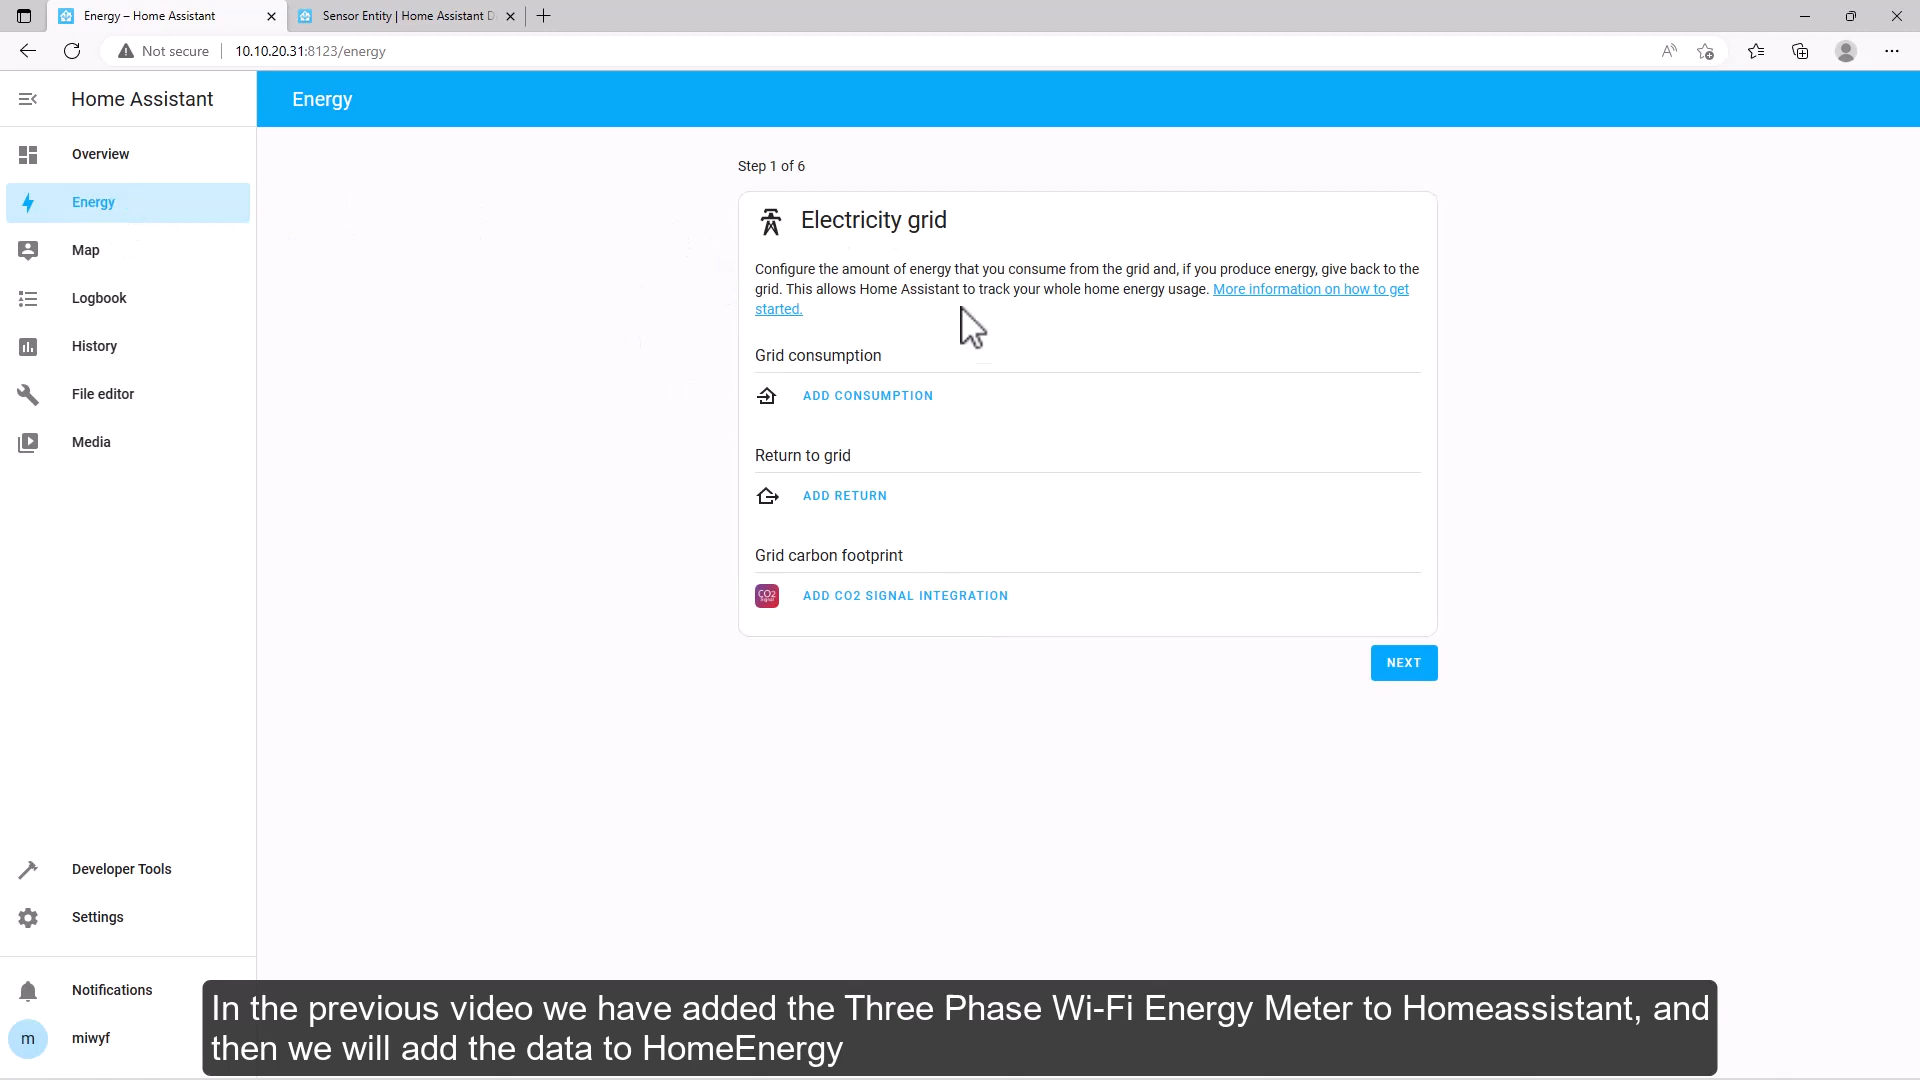 Energy – Home Assistant
Sensor Entity | Home Assistant D
Not secure
10.10.20.31:8123/energy
Home Assistant
Energy
Overview
Energy
Map
Logbook
History
File editor
Media
Developer Tools
Settings
Notifications
m
miwyf
Step 1 of 6
Electricity grid
Configure the amount of energy that you consume from the grid and, if you produce energy, give back to the
grid. This allows Home Assistant to track your whole home energy usage. More information on how to get
started.
Grid consumption
ADD CONSUMPTION
Return to grid
ADD RETURN
Grid carbon footprint
CO2
Signal
ADD CO2 SIGNAL INTEGRATION
NEXT
In the previous video we have added the Three Phase Wi-Fi Energy Meter to Homeassistant, and
then we will add the data to HomeEnergy